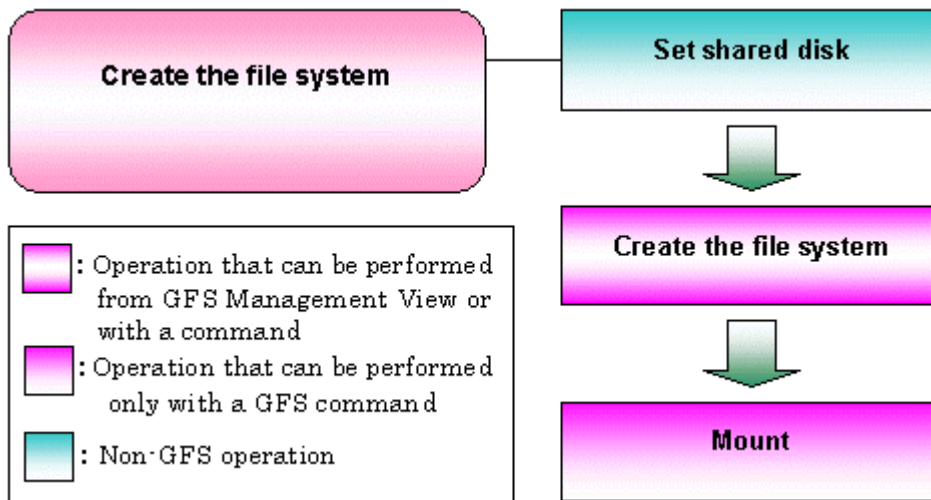 Create the file system
Set shared disk
Create the file system
Mount
: Operation that can be performed
from GFS Management View or
with a command
: Operation that can be performed
only with a GFS command
: Non-GFS operation